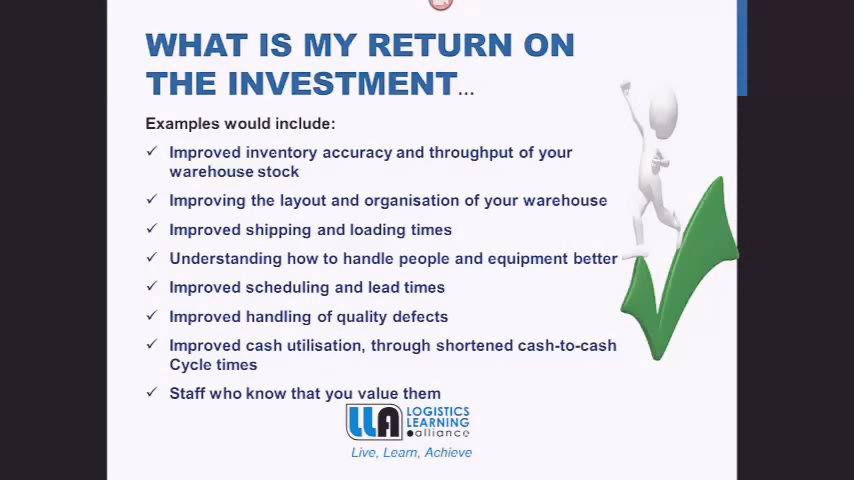 WHAT IS MY RETURN ON
THE INVESTMENT...
Examples would include:
Improved inventory accuracy and throughput of your
warehouse stock
Improving the layout and organisation of your warehouse
Improved shipping and loading times
Understanding how to handle people and equipment better
Improved scheduling and lead times
Improved handling of quality defects
Improved cash utilisation, through shortened cash-to-cash
Cycle times
Staff who know that you value them
LLA LOGISTICS
LEARNING
alliance
Live, Learn, Achieve